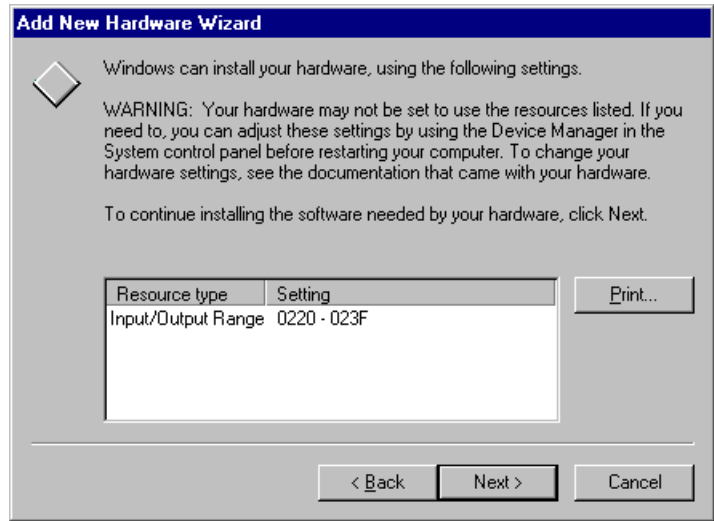 Add New Hardware Wizard
Windows can install your hardware, using the following settings.
WARNING:  Your hardware may not be set to use the resources listed. If you
need to, you can adjust these settings by using the Device Manager in the
System control panel before restarting your computer. To change your
hardware settings, see the documentation that came with your hardware.
To continue installing the software needed by your hardware, click Next.
Resource type Setting
Input/Output Range 0220 - 023F
Print...
< Back Next > Cancel